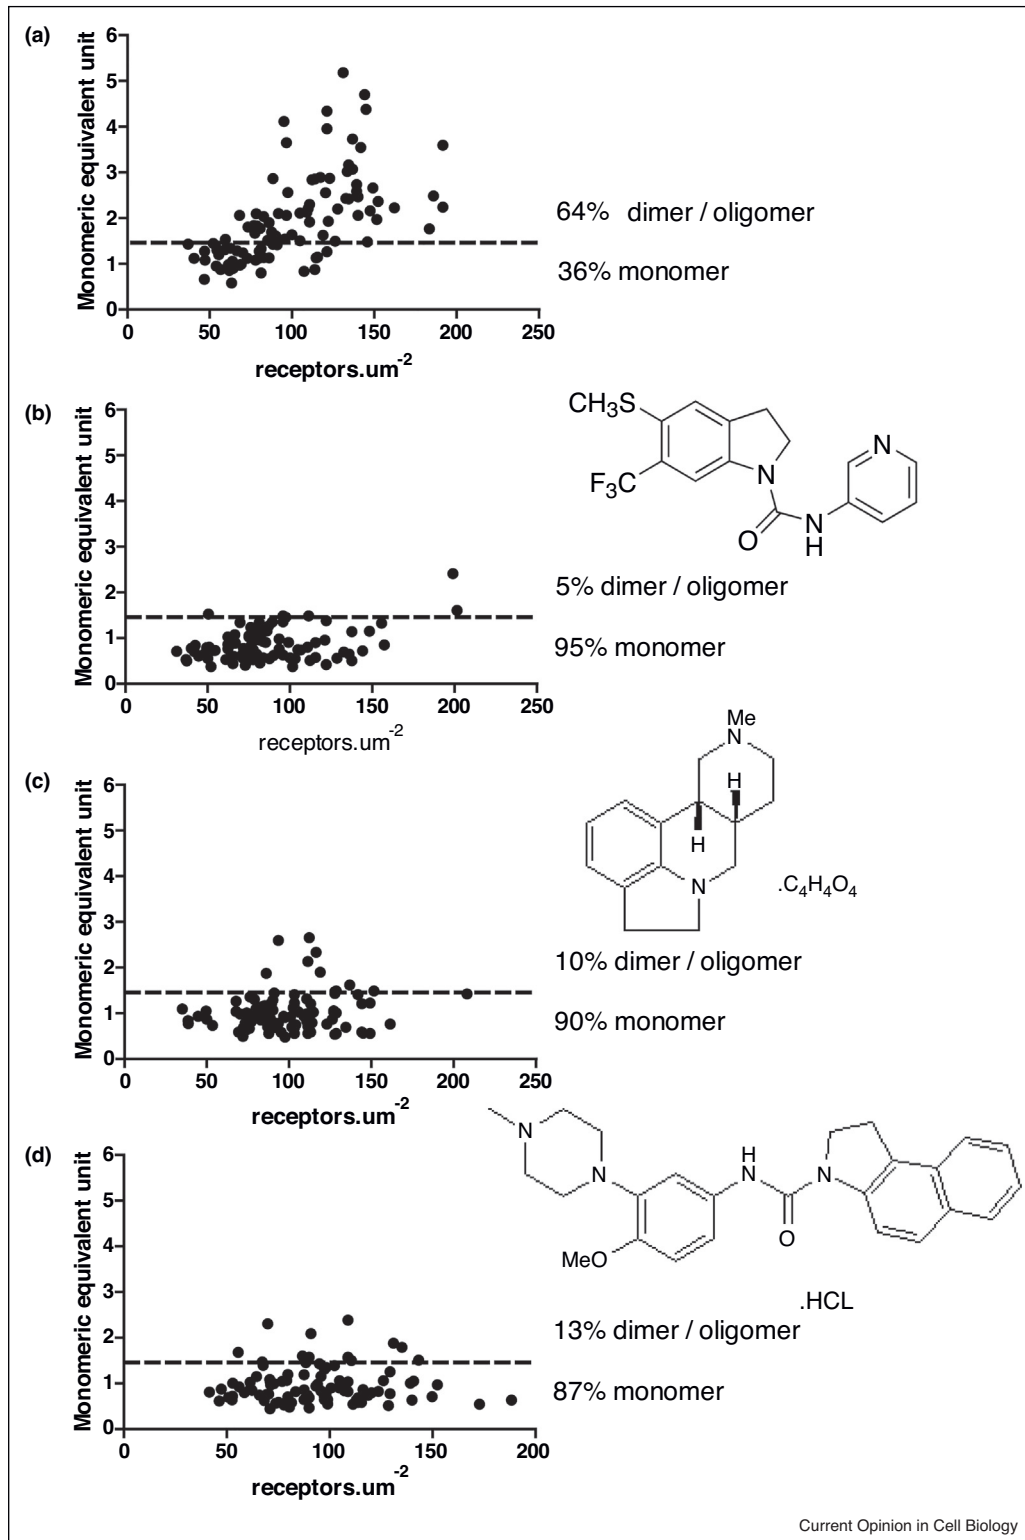 (a)
Monomeric equivalent unit
6
5
4
3
2
1
0
0 50 100 150 200 250
receptors.um-2
64% dimer / oligomer
36% monomer
(b)
Monomeric equivalent unit
6
5
4
3
2
1
0
0 50 100 150 200 250
receptors.um-2
CH3S
F3C
N
O
N
H
N
5% dimer / oligomer
95% monomer
(c)
Monomeric equivalent unit
6
5
4
3
2
1
0
0 50 100 150 200 250
receptors.um-2
Me
N
H
H
N
.C4H4O4
10% dimer / oligomer
90% monomer
(d)
Monomeric equivalent unit
6
5
4
3
2
1
0
0 50 100 150 200
receptors.um-2
N
N
MeO
H
N
O
N
.HCL
13% dimer / oligomer
87% monomer
Current Opinion in Cell Biology